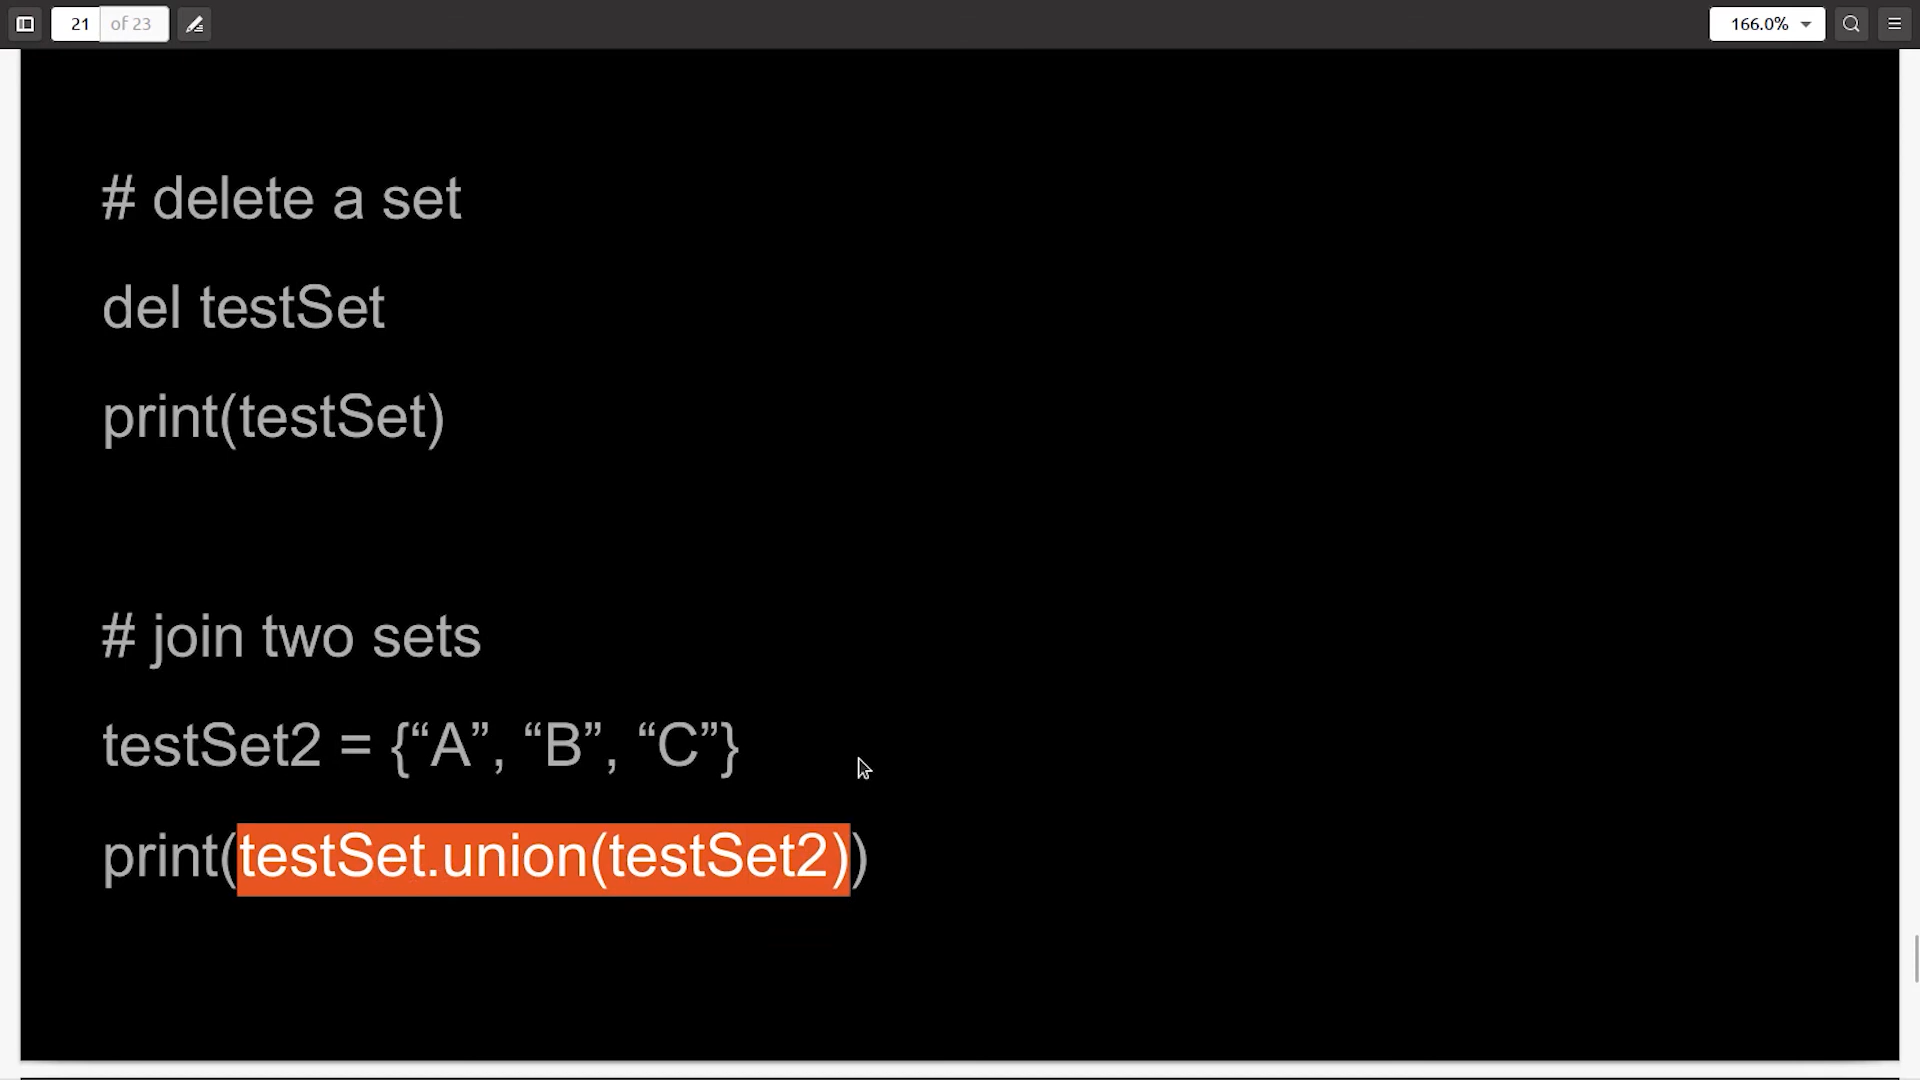 21 of 23
166.0%
# delete a set
del testSet
print(testSet)
# join two sets
testSet2 = {“A”, “B”, “C”}
print(testSet.union(testSet2))